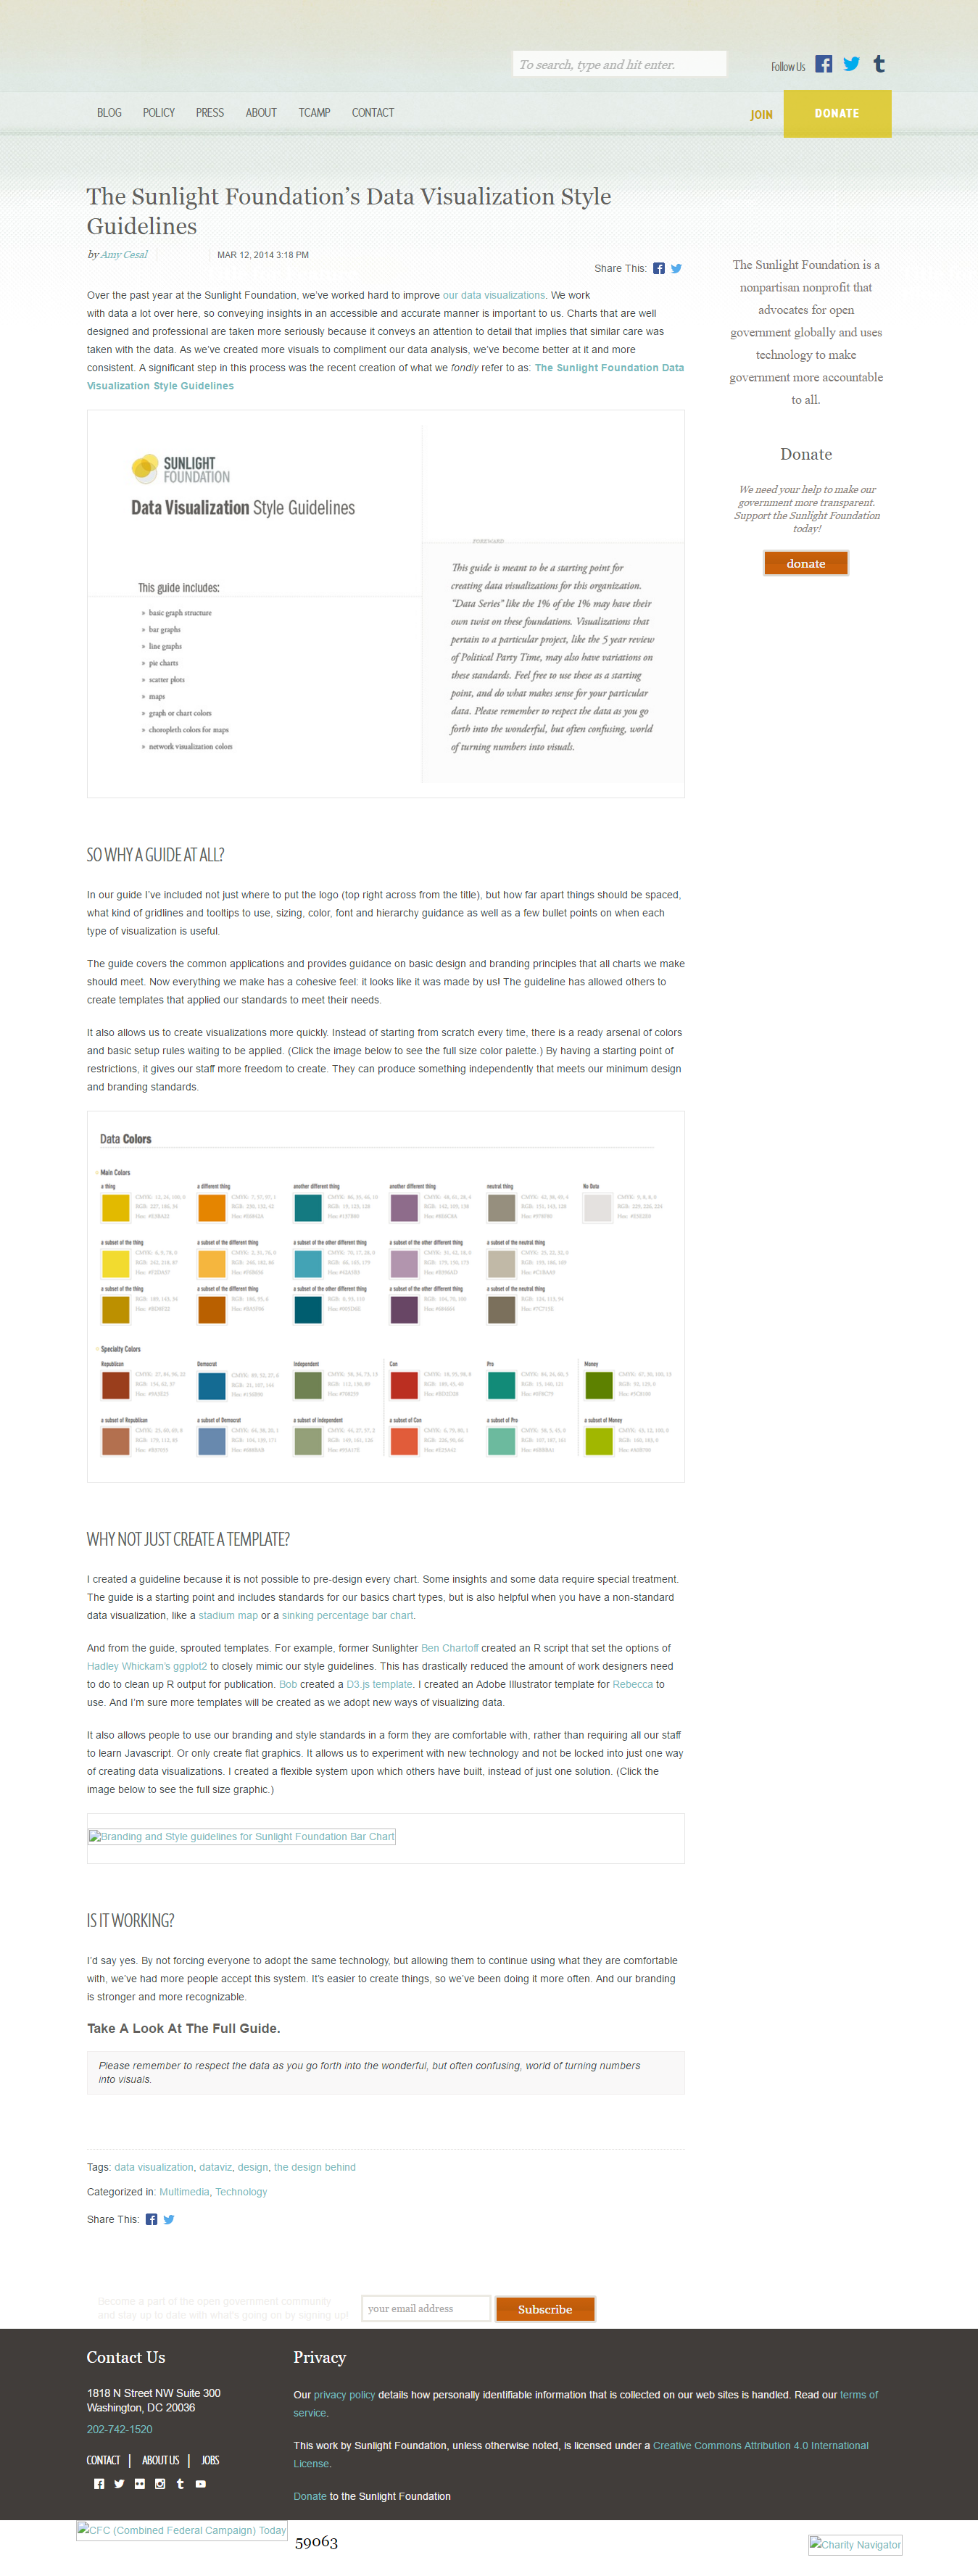 To search, type and hit enter.
Follow Us
BLOG POLICY PRESS ABOUT TCAMP CONTACT
JOIN DONATE
The Sunlight Foundation’s Data Visualization Style
Guidelines
by Amy Cesal MAR 12, 2014 3:18 PM
Share This:
Over the past year at the Sunlight Foundation, we’ve worked hard to improve our data visualizations. We work
with data a lot over here, so conveying insights in an accessible and accurate manner is important to us. Charts that are well
designed and professional are taken more seriously because it conveys an attention to detail that implies that similar care was
taken with the data. As we’ve created more visuals to compliment our data analysis, we’ve become better at it and more
consistent. A significant step in this process was the recent creation of what we fondly refer to as: The Sunlight Foundation Data
Visualization Style Guidelines
The Sunlight Foundation is a
nonpartisan nonprofit that
advocates for open
government globally and uses
technology to make
government more accountable
to all.
Donate
We need your help to make our
government more transparent.
Support the Sunlight Foundation
today!
donate
SUNLIGHT
FOUNDATION
Data Visualization Style Guidelines
This guide includes:
» basic graph structure
» bar graphs
» line graphs
» pie charts
» scatter plots
» maps
» graph or chart colors
» choropleth colors for maps
» network visualization colors
FOREWARD
This guide is meant to be a starting point for
creating data visualizations for this organization.
“Data Series” like the 1% of the 1% may have their
own twist on these foundations. Visualizations that
pertain to a particular project, like the 5 year review
of Political Party Time, may also have variations on
these standards. Feel free to use these as a starting
point, and do what makes sense for your particular
data. Please remember to respect the data as you go
forth into the wonderful, but often confusing, world
of turning numbers into visuals.
SO WHY A GUIDE AT ALL?
In our guide I’ve included not just where to put the logo (top right across from the title), but how far apart things should be spaced,
what kind of gridlines and tooltips to use, sizing, color, font and hierarchy guidance as well as a few bullet points on when each
type of visualization is useful.
The guide covers the common applications and provides guidance on basic design and branding principles that all charts we make
should meet. Now everything we make has a cohesive feel: it looks like it was made by us! The guideline has allowed others to
create templates that applied our standards to meet their needs.
It also allows us to create visualizations more quickly. Instead of starting from scratch every time, there is a ready arsenal of colors
and basic setup rules waiting to be applied. (Click the image below to see the full size color palette.) By having a starting point of
restrictions, it gives our staff more freedom to create. They can produce something independently that meets our minimum design
and branding standards.
Data Colors
Main Colors
a thing a different thing another different thing another different thing neutral thing No Data
a subset of the thing a subset of the different thing a subset of the other different thing a subset of the other different thing a subset of the neutral thing
a subset of the thing a subset of the different thing a subset of the other different thing a subset of the other different thing a subset of the neutral thing
Specialty Colors
Republican Democrat Independent Con Pro Money
a subset of Republican a subset of Democrat a subset of Independent a subset of Con a subset of Pro a subset of Money
WHY NOT JUST CREATE A TEMPLATE?
I created a guideline because it is not possible to pre-design every chart. Some insights and some data require special treatment.
The guide is a starting point and includes standards for our basics chart types, but is also helpful when you have a non-standard
data visualization, like a stadium map or a sinking percentage bar chart.
And from the guide, sprouted templates. For example, former Sunlighter Ben Chartoff created an R script that set the options of
Hadley Whickam’s ggplot2 to closely mimic our style guidelines. This has drastically reduced the amount of work designers need
to do to clean up R output for publication. Bob created a D3.js template. I created an Adobe Illustrator template for Rebecca to
use. And I’m sure more templates will be created as we adopt new ways of visualizing data.
It also allows people to use our branding and style standards in a form they are comfortable with, rather than requiring all our staff
to learn Javascript. Or only create flat graphics. It allows us to experiment with new technology and not be locked into just one way
of creating data visualizations. I created a flexible system upon which others have built, instead of just one solution. (Click the
image below to see the full size graphic.)
Branding and Style guidelines for Sunlight Foundation Bar Chart
IS IT WORKING?
I’d say yes. By not forcing everyone to adopt the same technology, but allowing them to continue using what they are comfortable
with, we’ve had more people accept this system. It’s easier to create things, so we’ve been doing it more often. And our branding
is stronger and more recognizable.
Take A Look At The Full Guide.
Please remember to respect the data as you go forth into the wonderful, but often confusing, world of turning numbers
into visuals.
Tags: data visualization, dataviz, design, the design behind
Categorized in: Multimedia, Technology
Share This:
Become a part of the open government community
and stay up to date with what's going on by signing up!
your email address Subscribe
Contact Us
1818 N Street NW Suite 300
Washington, DC 20036
202-742-1520
CONTACT | ABOUT US | JOBS
Privacy
Our privacy policy details how personally identifiable information that is collected on our web sites is handled. Read our terms of
service.
This work by Sunlight Foundation, unless otherwise noted, is licensed under a Creative Commons Attribution 4.0 International
License.
Donate to the Sunlight Foundation
CFC (Combined Federal Campaign) Today 59063 Charity Navigator